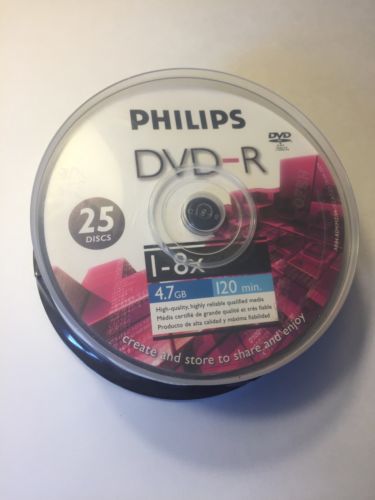 PHILIPS
DVD
DVD-R
25
DISCS
1-8x
4.7GB
120 min.
High-quality, highly reliable qualified media
Média certifié de grande qualité et très fiable
Producto de alta calidad y máxima fiabilidad
create and store to share and enjoy